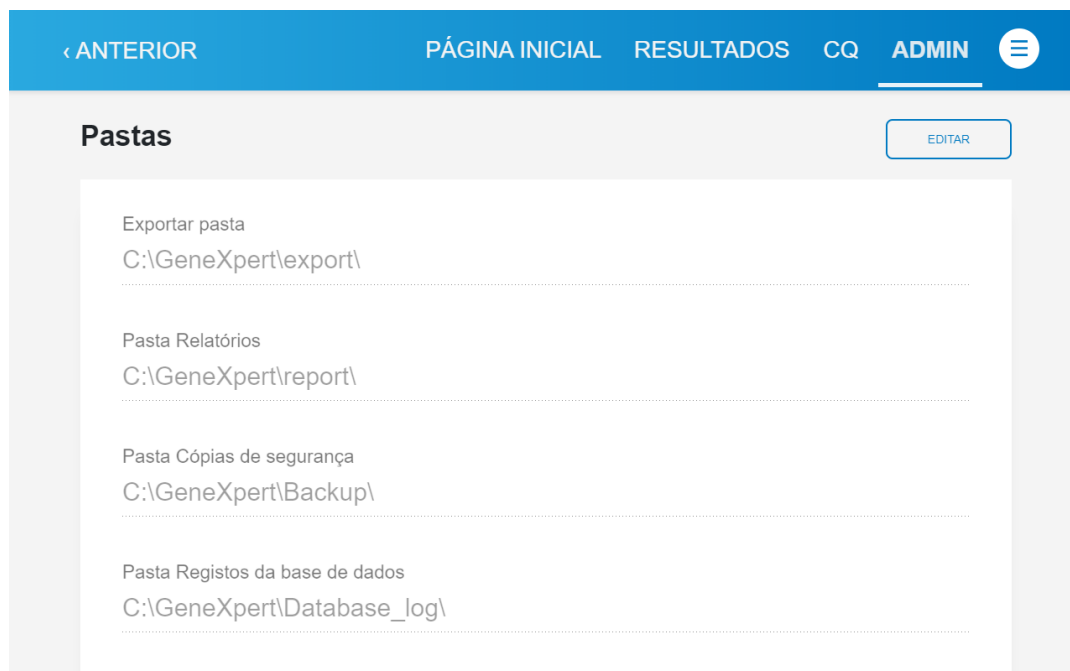 ‹ ANTERIOR PÁGINA INICIAL RESULTADOS CQ ADMIN
Pastas EDITAR
Exportar pasta
C:\GeneXpert\export\
Pasta Relatórios
C:\GeneXpert\report\
Pasta Cópias de segurança
C:\GeneXpert\Backup\
Pasta Registos da base de dados
C:\GeneXpert\Database_log\